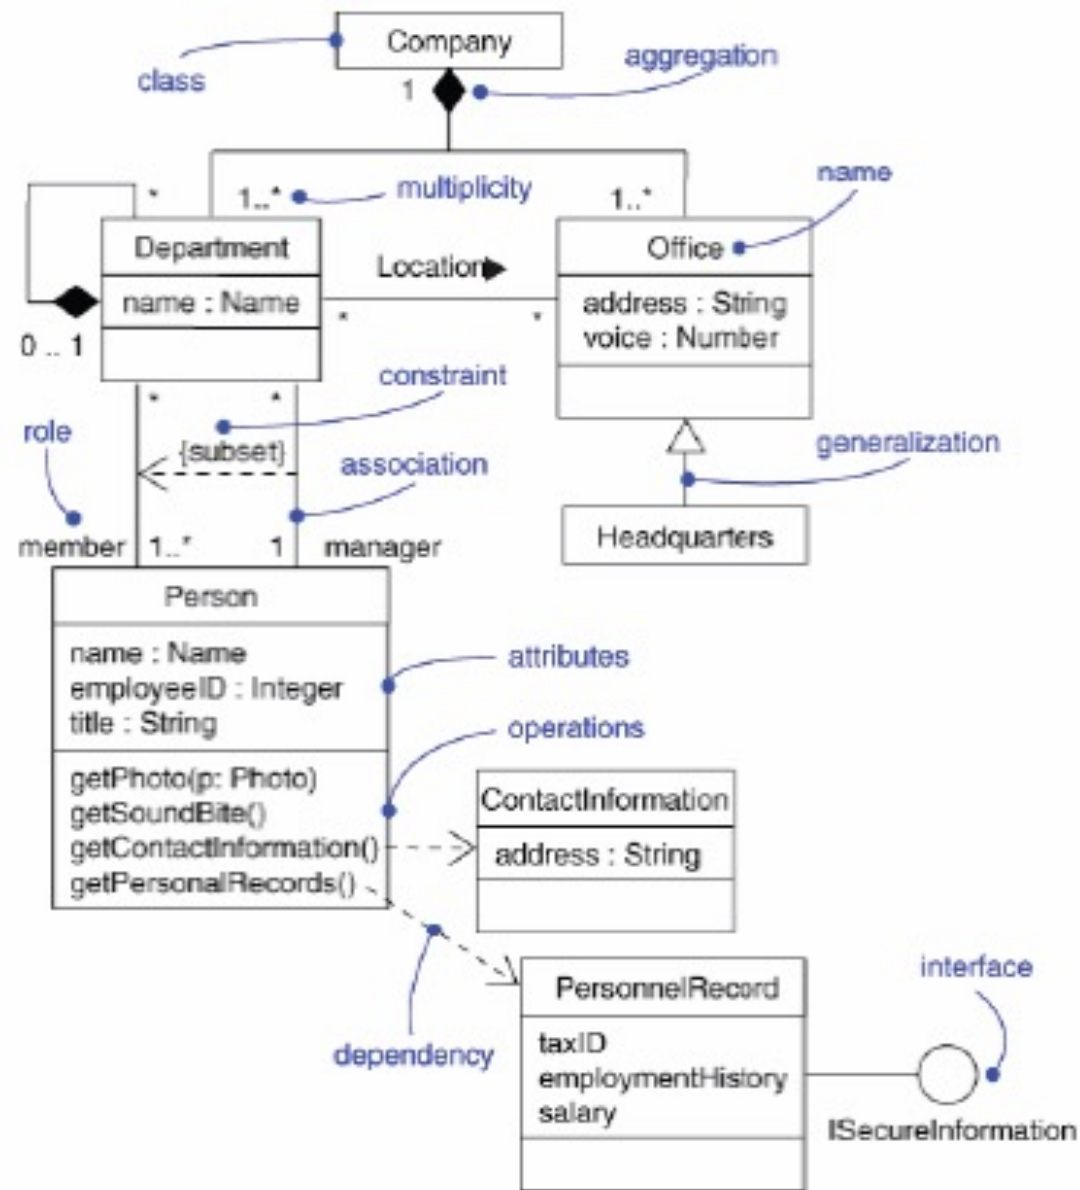 Company
class
aggregation
1
*
1..*
multiplicity
1..*
name
Department
Office
Location
name : Name
address : String
voice : Number
*
*
0 .. 1
constraint
*
*
role
{subset}
association
generalization
member
1..*
1
manager
Headquarters
Person
name : Name
employeeID : Integer
title : String
attributes
operations
getPhoto(p: Photo)
getSoundBite()
getContactInformation()
getPersonalRecords()
ContactInformation
address : String
dependency
PersonnelRecord
taxID
employmentHistory
salary
interface
ISecureInformation